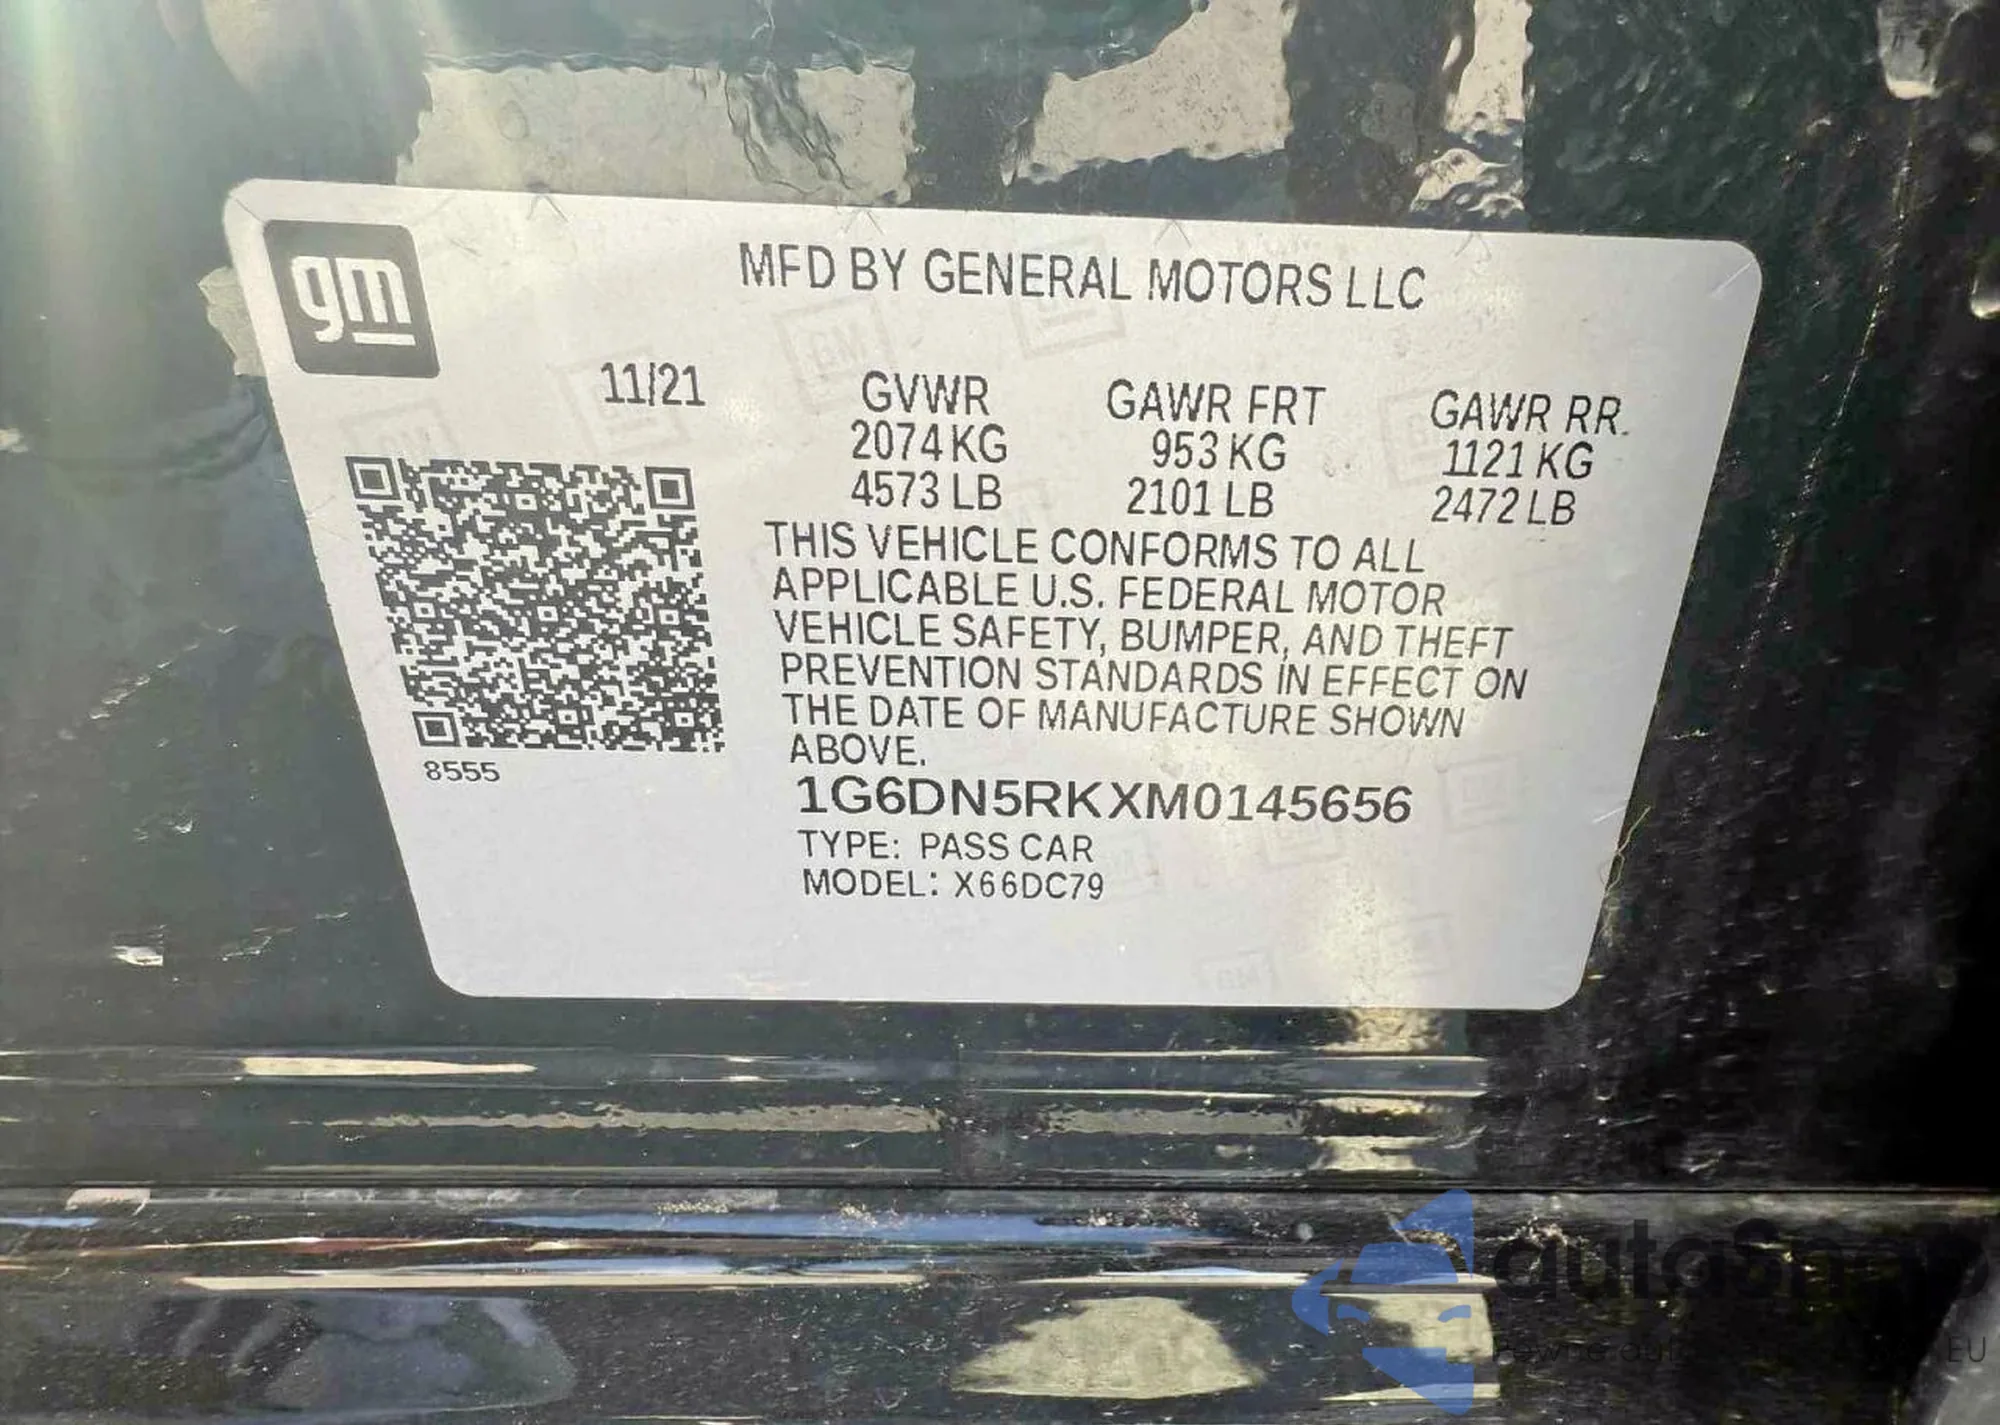 gm
MFD BY GENERAL MOTORS LLC
11/21
GVWR GAWR FRT GAWR RR.
2074 KG 953 KG 1121 KG
4573 LB 2101 LB 2472 LB
THIS VEHICLE CONFORMS TO ALL
APPLICABLE U.S. FEDERAL MOTOR
VEHICLE SAFETY, BUMPER, AND THEFT
PREVENTION STANDARDS IN EFFECT ON
THE DATE OF MANUFACTURE SHOWN
ABOVE.
8555
1G6DN5RKXM0145656
TYPE: PASS CAR
MODEL: X66DC79
autosnap
EU